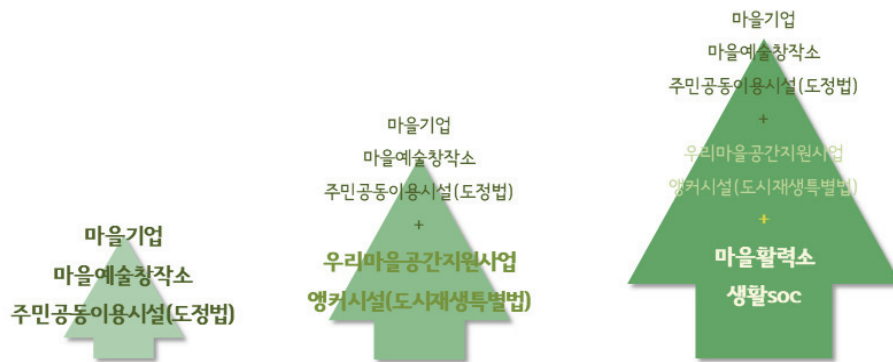 마을기업
마을예술창작소
주민공동이용시설(도정법)
마을기업
마을예술창작소
주민공동이용시설(도정법)
+
우리마을공간지원사업
앵커시설(도시재생특별법)
마을기업
마을예술창작소
주민공동이용시설(도정법)
+
우리마을공간지원사업
앵커시설(도시재생특별법)
+
마을활력소
생활soc